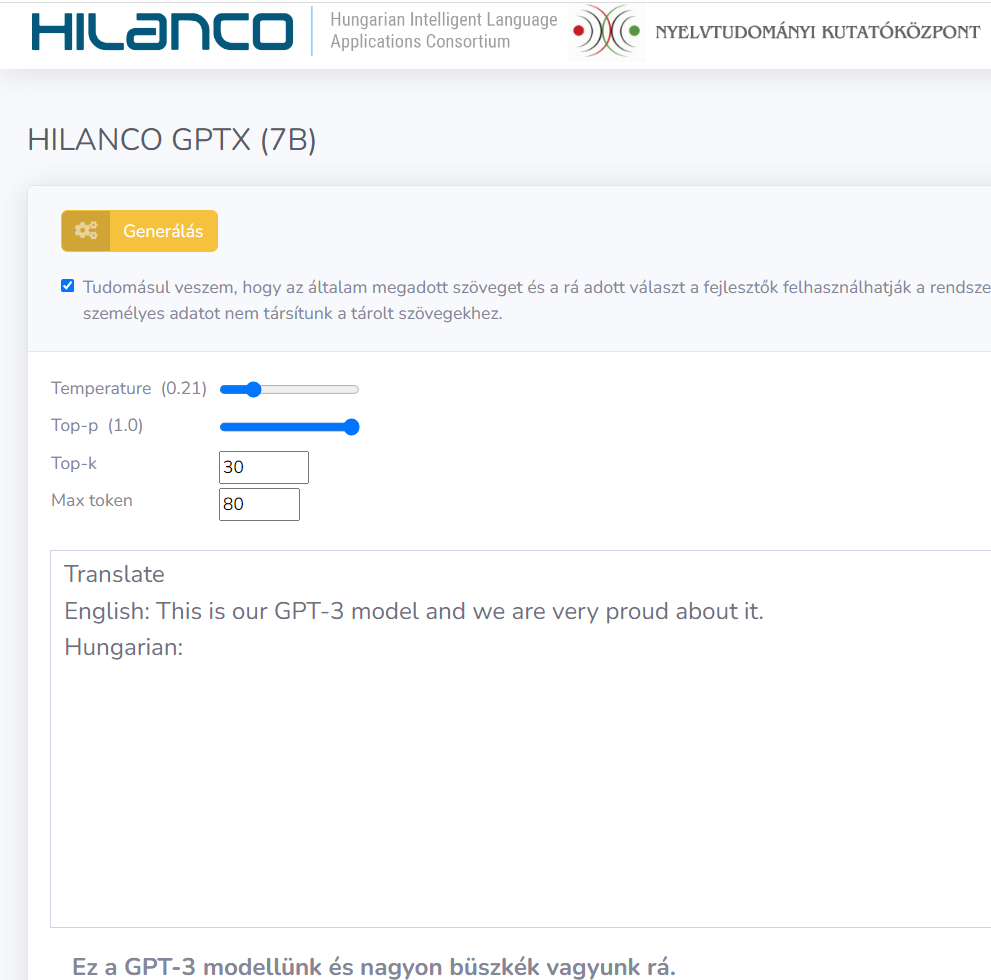 HILANCO
Hungarian Intelligent Language
Applications Consortium
NYELVTUDOMÁNYI KUTATÓKÖZPONT
HILANCO GPTX (7B)
Generálás
Tudomásul veszem, hogy az általam megadott szöveget és a rá adott választ a fejlesztők felhasználhatják a rendsze
személyes adatot nem társítunk a tárolt szövegekhez.
Temperature (0.21)
Top-p (1.0)
Top-k 30
Max token 80
Translate
English: This is our GPT-3 model and we are very proud about it.
Hungarian:
Ez a GPT-3 modellünk és nagyon büszkék vagyunk rá.